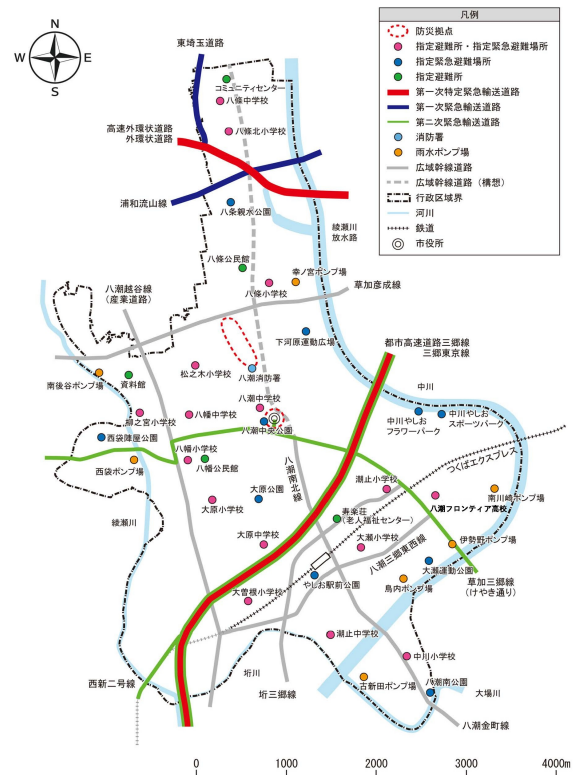 N
W
E
S
凡例
防災拠点
指定避難所・指定緊急避難場所
指定緊急避難場所
指定避難所
第一次特定緊急輸送道路
第一次緊急輸送道路
第二次緊急輸送道路
消防署
雨水ポンプ場
広域幹線道路
広域幹線道路（構想）
行政区域界
河川
鉄道
市役所
東埼玉道路
コミュニティセンター
八條中学校
高速外環状道路
外環状道路
八條北小学校
浦和流山線
八条親水公園
綾瀬川
放水路
八條公民館
幸ノ宮ポンプ場
八潮越谷線
（産業道路）
八條小学校
草加彦成線
下河原運動広場
都市高速道路三郷線
三郷東京線
松之木小学校
八潮消防署
南後谷ポンプ場
資料館
中川
八潮中学校
柳之宮小学校
八幡中学校
八潮中央公園
中川やしお
フラワーパーク
中川やしお
スポーツパーク
西袋陣屋公園
八幡小学校
八幡公民館
西袋ポンプ場
八潮南北線
つくばエクスプレス
潮止小学校
大原公園
大原小学校
南川崎ポンプ場
八潮フロンティア高校
寿楽荘
（老人福祉センター）
綾瀬川
大原中学校
大瀬小学校
伊勢野ポンプ場
八潮三郷東西線
大瀬運動公園
やしお駅前公園
鳥内ポンプ場
草加三郷線
（けやき通り）
大曽根小学校
潮止中学校
中川小学校
西新二号線
垳川
垳三郷線
古新田ポンプ場
八潮南公園
大場川
八潮金町線
0
1000
2000
3000
4000m